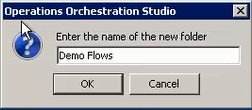 Operations Orchestration Studio
Enter the name of the new folder
Demo Flows
OK
Cancel